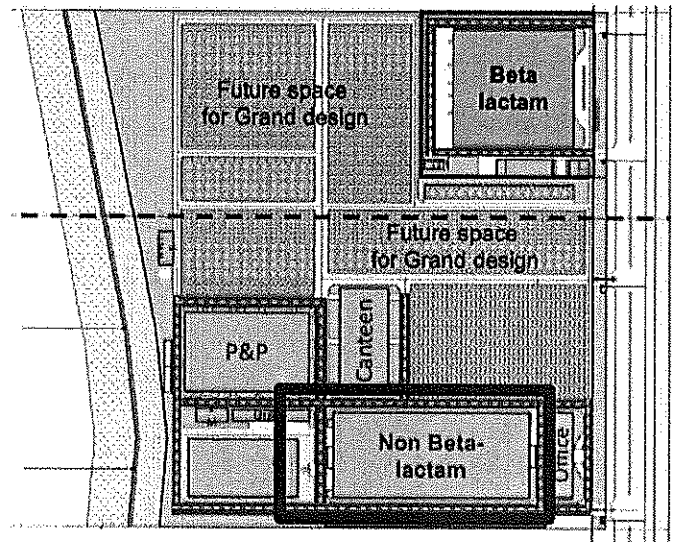 Beta
lactam
Future space
for Grand design
Future space
for Grand design
P&P
Canteen
Non Beta-
lactam
Office